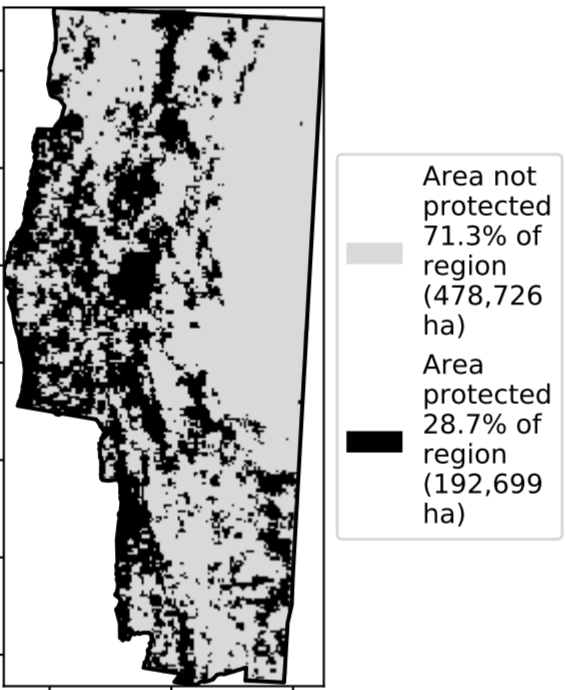 Area not
protected
71.3% of
region
(478,726
ha)
Area
protected
28.7% of
region
(192,699
ha)